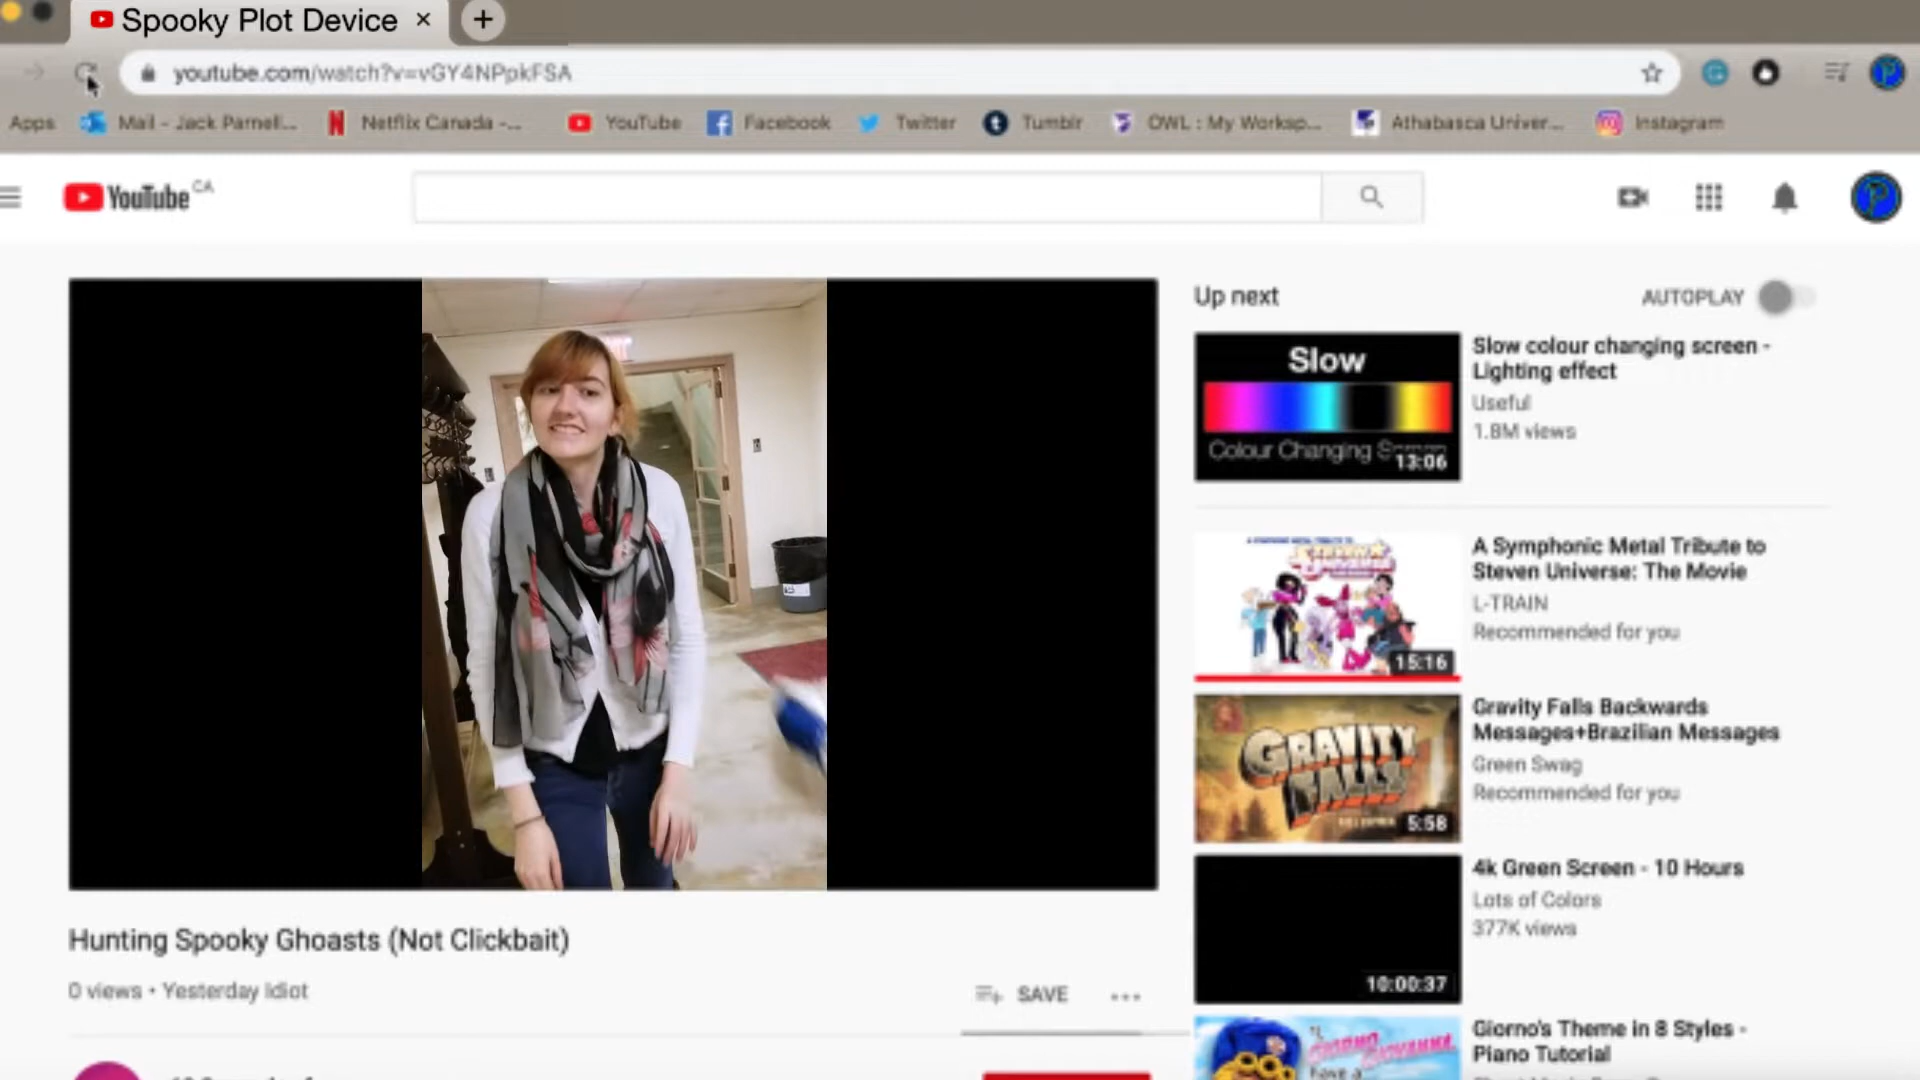 Spooky Plot Device
youtube.com/watch?v=vGY4NPpkFSA
Apps
Mail - Jack Parnell...
Netflix Canada -...
YouTube
Facebook
Twitter
Tumblr
OWL : My Worksp...
Athabasca Univer...
Instagram
YouTube CA
Up next
AUTOPLAY
Slow
Colour Changing Screen
13:06
Slow colour changing screen -
Lighting effect
Useful
1.8M views
15:16
A Symphonic Metal Tribute to
Steven Universe: The Movie
L-TRAIN
Recommended for you
GRAVITY
FALLS
5:58
Gravity Falls Backwards
Messages+Brazilian Messages
Green Swag
Recommended for you
10:00:37
4k Green Screen - 10 Hours
Lots of Colors
377K views
GIORNO GIOVANNA
have a
Giorno's Theme in 8 Styles -
Piano Tutorial
Hunting Spooky Ghoasts (Not Clickbait)
0 views • Yesterday Idiot
SAVE